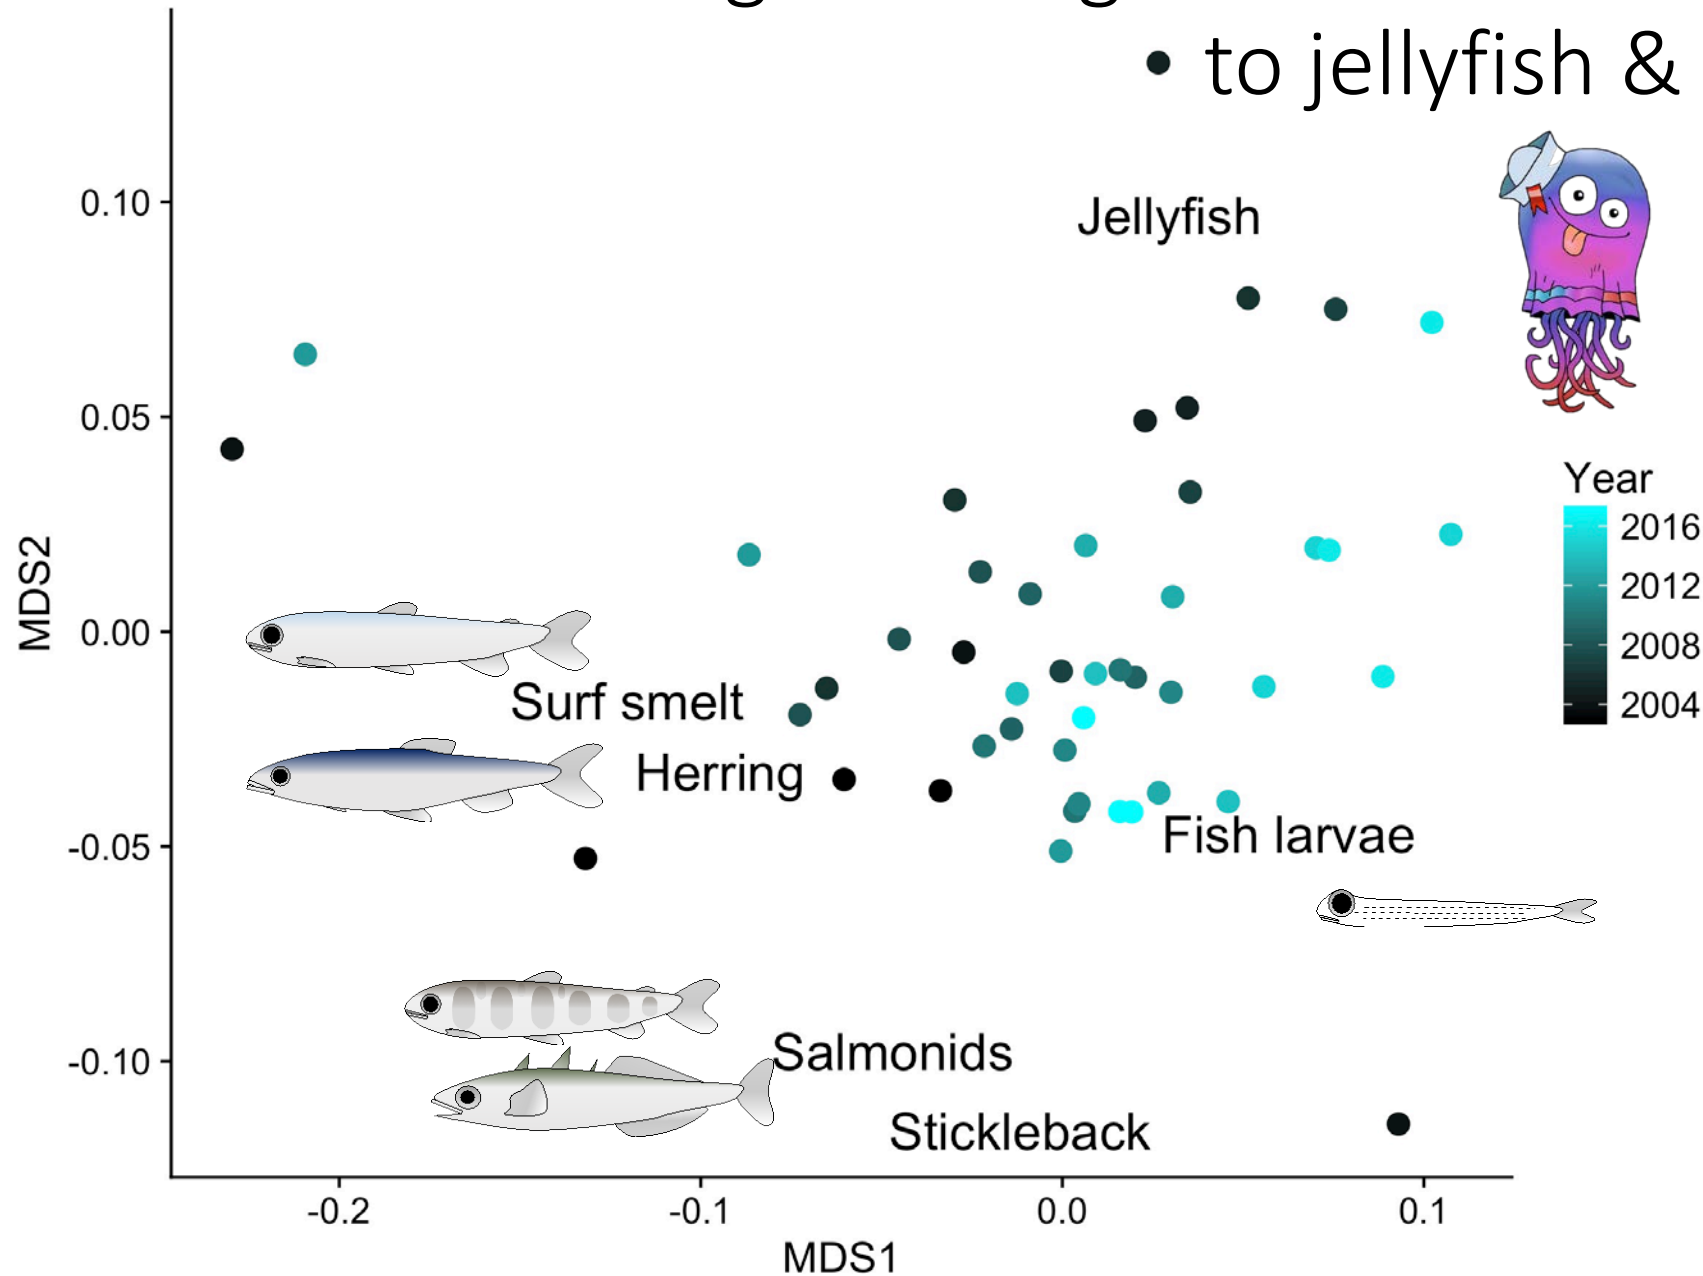 to jellyfish &
0.10
Jellyfish
0.05
Year
2016
2012
2008
2004
MDS2
0.00
Surf smelt
Herring
-0.05
Fish larvae
-0.10
Salmonids
Stickleback
-0.2
-0.1
0.0
0.1
MDS1